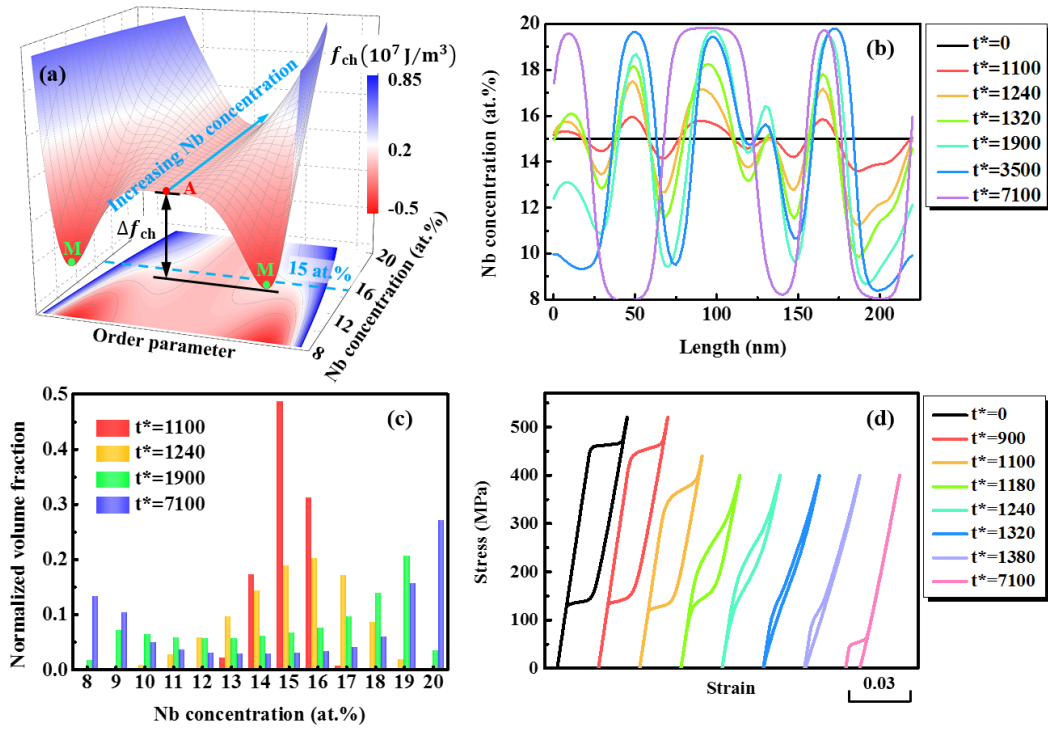 (a)
f_ch (10^7 J/m^3)
0.85
0.2
-0.5
Increasing Nb concentration
A
Δf_ch
M
M
15 at.%
20
16
12
8
Nb concentration (at.%)
Order parameter
(b)
Nb concentration (at.%)
20
18
16
14
12
10
8
0 50 100 150 200
Length (nm)
t*=0
t*=1100
t*=1240
t*=1320
t*=1900
t*=3500
t*=7100
(c)
Normalized volume fraction
0.5
0.4
0.3
0.2
0.1
0.0
t*=1100
t*=1240
t*=1900
t*=7100
8 9 10 11 12 13 14 15 16 17 18 19 20
Nb concentration (at.%)
(d)
Stress (MPa)
500
400
300
200
100
0
Strain
0.03
t*=0
t*=900
t*=1100
t*=1180
t*=1240
t*=1320
t*=1380
t*=7100